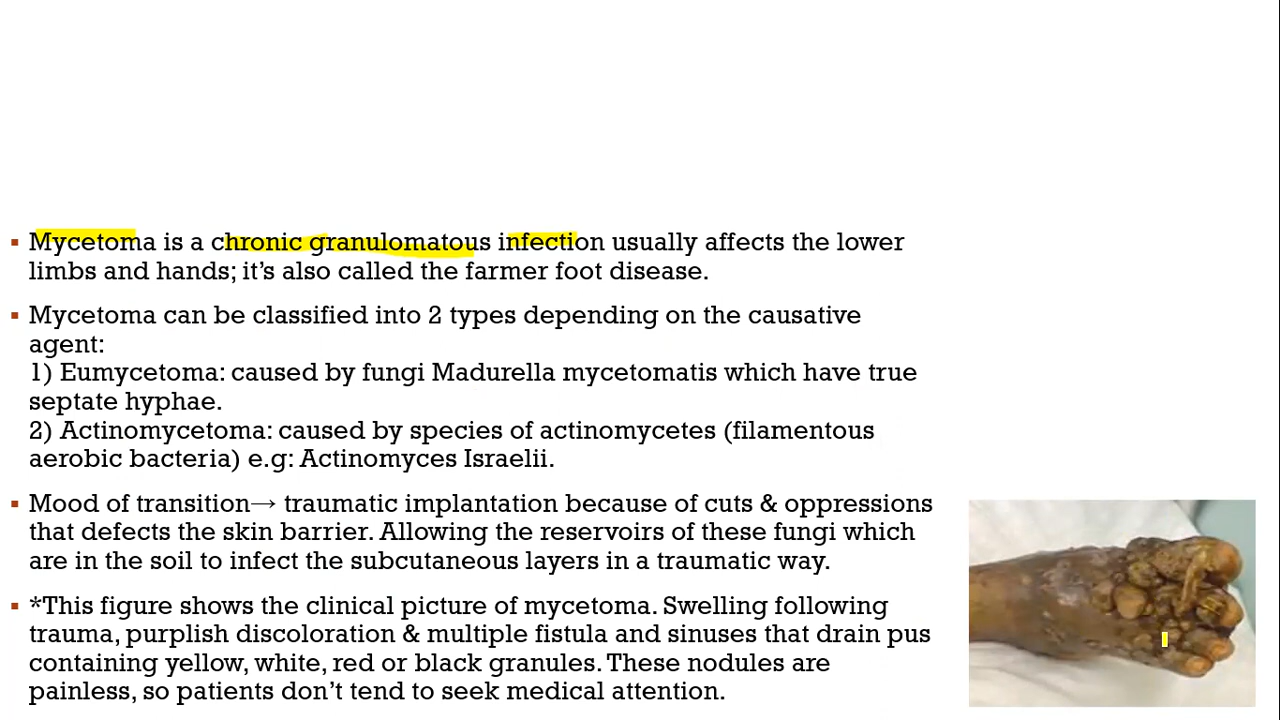 ▪ Mycetoma is a chronic granulomatous infection usually affects the lower
limbs and hands; it's also called the farmer foot disease.
▪ Mycetoma can be classified into 2 types depending on the causative
agent:
1) Eumycetoma: caused by fungi Madurella mycetomatis which have true
septate hyphae.
2) Actinomycetoma: caused by species of actinomycetes (filamentous
aerobic bacteria) e.g: Actinomyces Israelii.
▪ Mood of transition→ traumatic implantation because of cuts & oppressions
that defects the skin barrier. Allowing the reservoirs of these fungi which
are in the soil to infect the subcutaneous layers in a traumatic way.
▪ *This figure shows the clinical picture of mycetoma. Swelling following
trauma, purplish discoloration & multiple fistula and sinuses that drain pus
containing yellow, white, red or black granules. These nodules are
painless, so patients don't tend to seek medical attention.